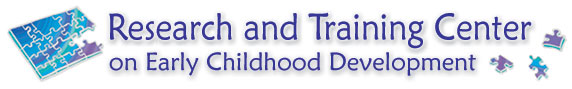 Research and Training Center
on Early Childhood Development